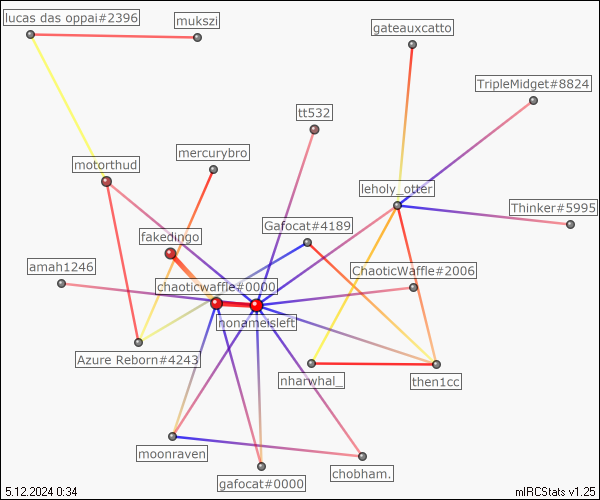 lucas das oppai#2396
mukszi
gateauxcatto
TripleMidget#8824
tt532
mercurybro
motorthud
leholy_otter
Thinker#5995
Gafocat#4189
fakedingo
amah1246
ChaoticWaffle#2006
chaoticwaffle#0000
nonameisleft
Azure Reborn#4243
nharwhal_
then1cc
moonraven
chobham.
gafocat#0000
5.12.2024 0:34
mIRCStats v1.25